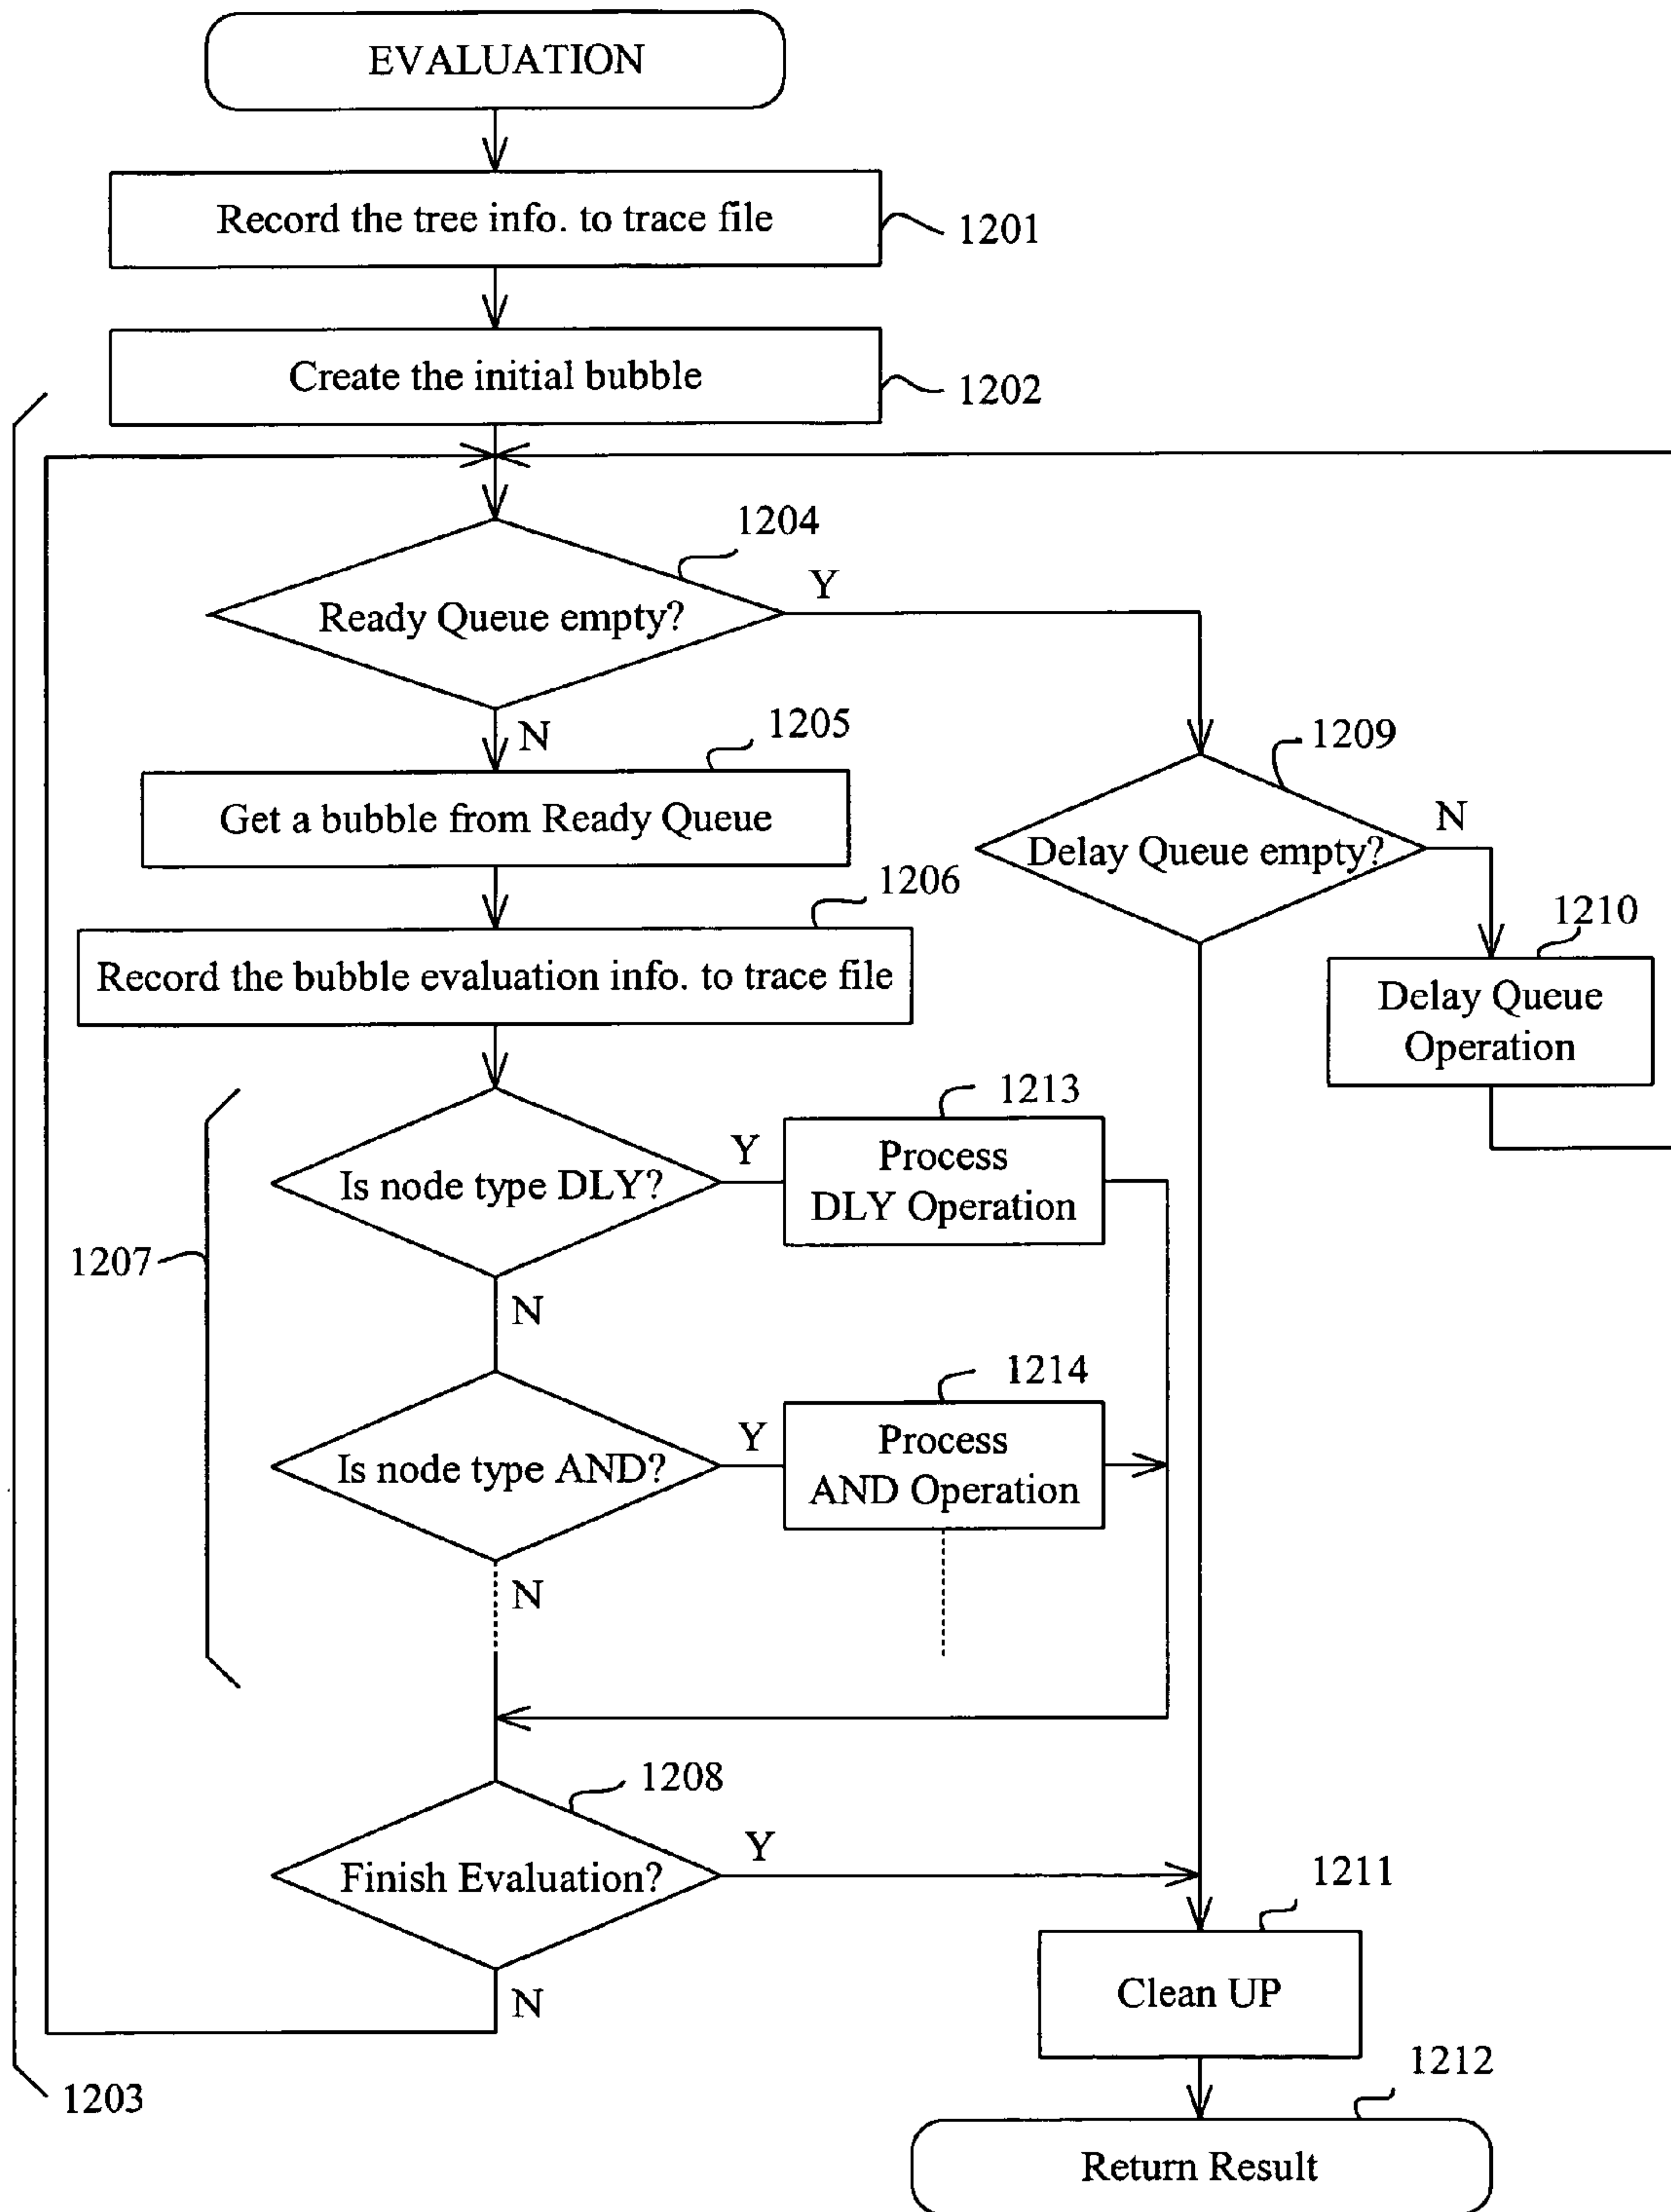 EVALUATION
Record the tree info. to trace file
1201
Create the initial bubble
1202
1204
Ready Queue empty?
Y
N
1205
1209
Get a bubble from Ready Queue
Delay Queue empty?
N
1206
1210
Record the bubble evaluation info. to trace file
Delay Queue
Operation
1213
Is node type DLY?
Y
Process
DLY Operation
1207
N
1214
Is node type AND?
Y
Process
AND Operation
N
1208
Finish Evaluation?
Y
1211
N
Clean UP
1212
1203
Return Result